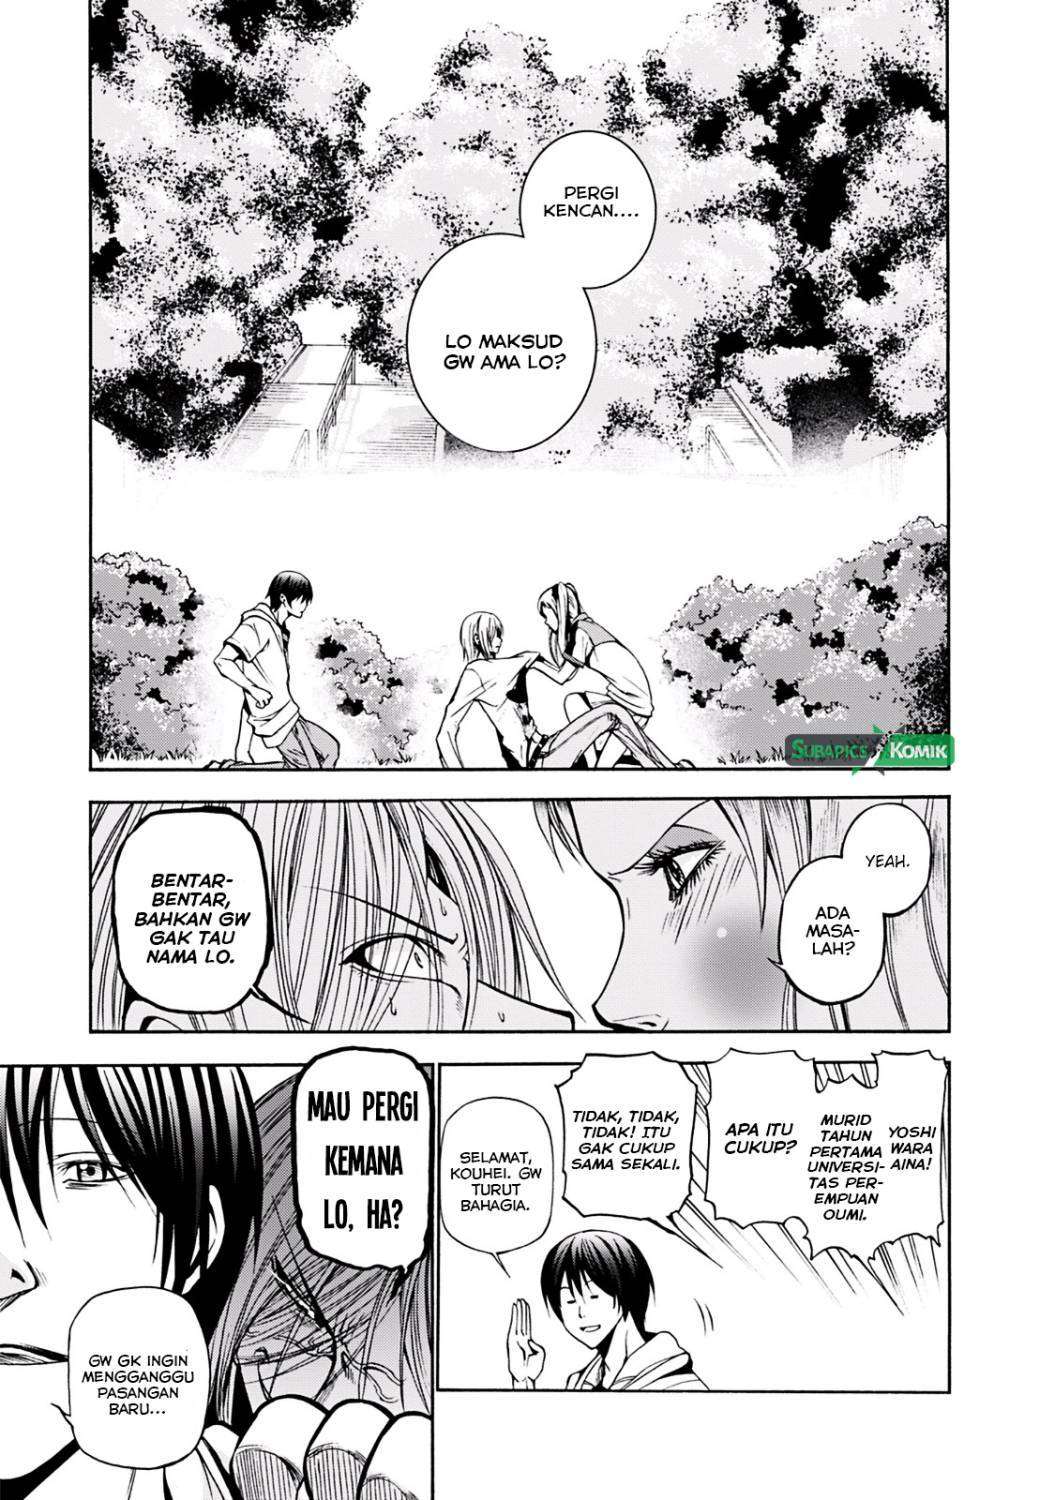 PERGI
KENCAN....
LO MAKSUD
GW AMA LO?
SUBAPICS KOMIK
YEAH.
ADA
MASA-
LAH?
BENTAR-
BENTAR,
BAHKAN GW
GAK TAU
NAMA LO.
YOSHI
WARA
AINA!
MURID
TAHUN
PERTAMA
UNIVERSI-
TAS PER-
EMPUAN
OUMI.
APA ITU
CUKUP?
TIDAK, TIDAK,
TIDAK! ITU
GAK CUKUP
SAMA SEKALI.
SELAMAT,
KOUHEI. GW
TURUT
BAHAGIA.
MAU PERGI
KEMANA
LO, HA?
GW GK INGIN
MENGGANGGU
PASANGAN
BARU...